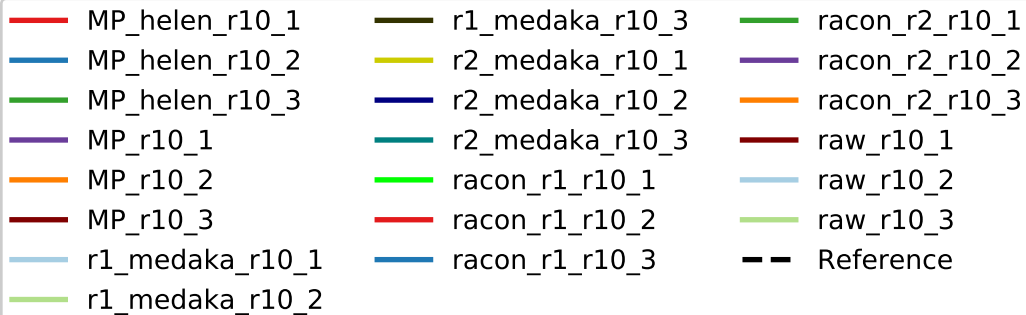 MP_helen_r10_1
MP_helen_r10_2
MP_helen_r10_3
MP_r10_1
MP_r10_2
MP_r10_3
r1_medaka_r10_1
r1_medaka_r10_2
r1_medaka_r10_3
r2_medaka_r10_1
r2_medaka_r10_2
r2_medaka_r10_3
racon_r1_r10_1
racon_r1_r10_2
racon_r1_r10_3
racon_r2_r10_1
racon_r2_r10_2
racon_r2_r10_3
raw_r10_1
raw_r10_2
raw_r10_3
Reference